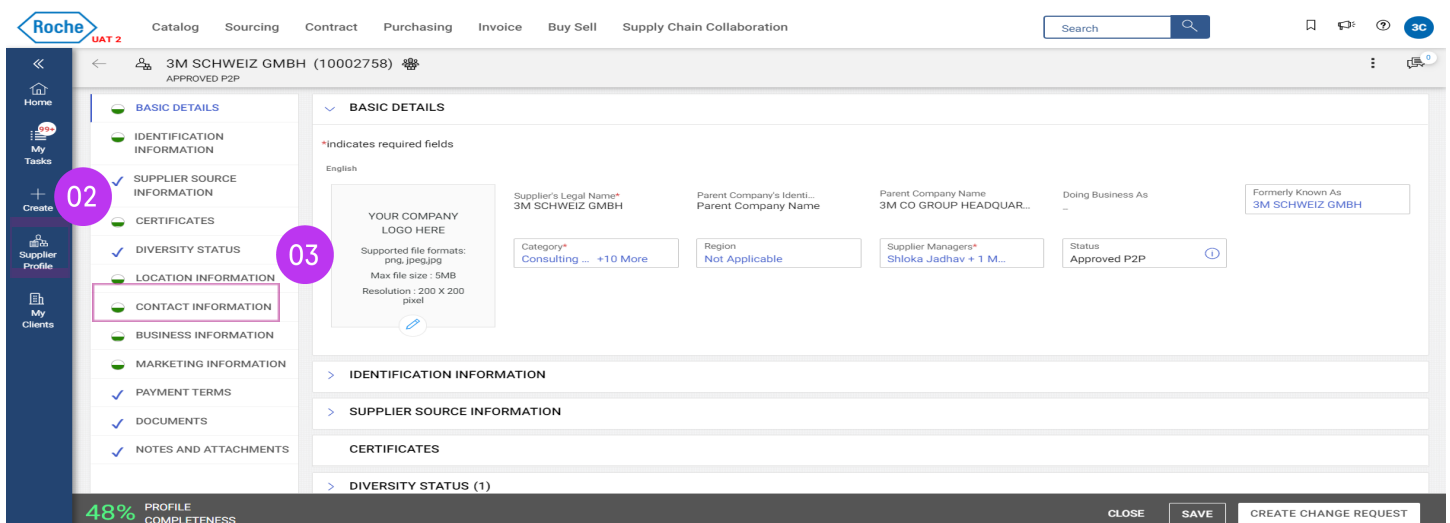 Roche
UAT 2
Catalog Sourcing Contract Purchasing Invoice Buy Sell Supply Chain Collaboration
Search
3C
3M SCHWEIZ GMBH (10002758)
APPROVED P2P
0
Home
99+
My
Tasks
Create
Supplier
Profile
My
Clients
02
03
BASIC DETAILS
IDENTIFICATION
INFORMATION
SUPPLIER SOURCE
INFORMATION
CERTIFICATES
DIVERSITY STATUS
LOCATION INFORMATION
CONTACT INFORMATION
BUSINESS INFORMATION
MARKETING INFORMATION
PAYMENT TERMS
DOCUMENTS
NOTES AND ATTACHMENTS
BASIC DETAILS
*indicates required fields
English
YOUR COMPANY
LOGO HERE
Supported file formats:
png, jpeg,jpg
Max file size : 5MB
Resolution : 200 X 200
pixel
Supplier's Legal Name*
3M SCHWEIZ GMBH
Parent Company's Identi...
Parent Company Name
Parent Company Name
3M CO GROUP HEADQUAR...
Doing Business As
_
Formerly Known As
3M SCHWEIZ GMBH
Category*
Consulting ... +10 More
Region
Not Applicable
Supplier Managers*
Shloka Jadhav + 1 M...
Status
Approved P2P
IDENTIFICATION INFORMATION
SUPPLIER SOURCE INFORMATION
CERTIFICATES
DIVERSITY STATUS (1)
48% PROFILE
COMPLETENESS
CLOSE SAVE CREATE CHANGE REQUEST